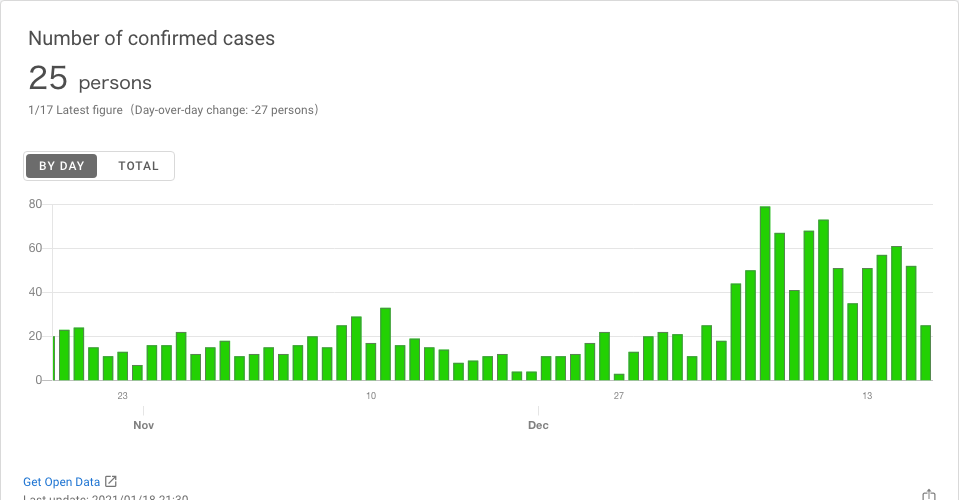 Number of confirmed cases
25 persons
1/17 Latest figure（Day-over-day change: -27 persons）
BY DAY TOTAL
80
60
40
20
0
23 10 27 13
Nov Dec
Get Open Data
Last update: 2021/01/18 21:30